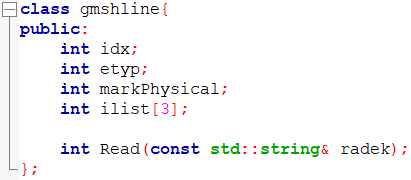 class gmshline{
public:
    int idx;
    int etyp;
    int markPhysical;
    int ilist[3];

    int Read(const std::string& radek);
};